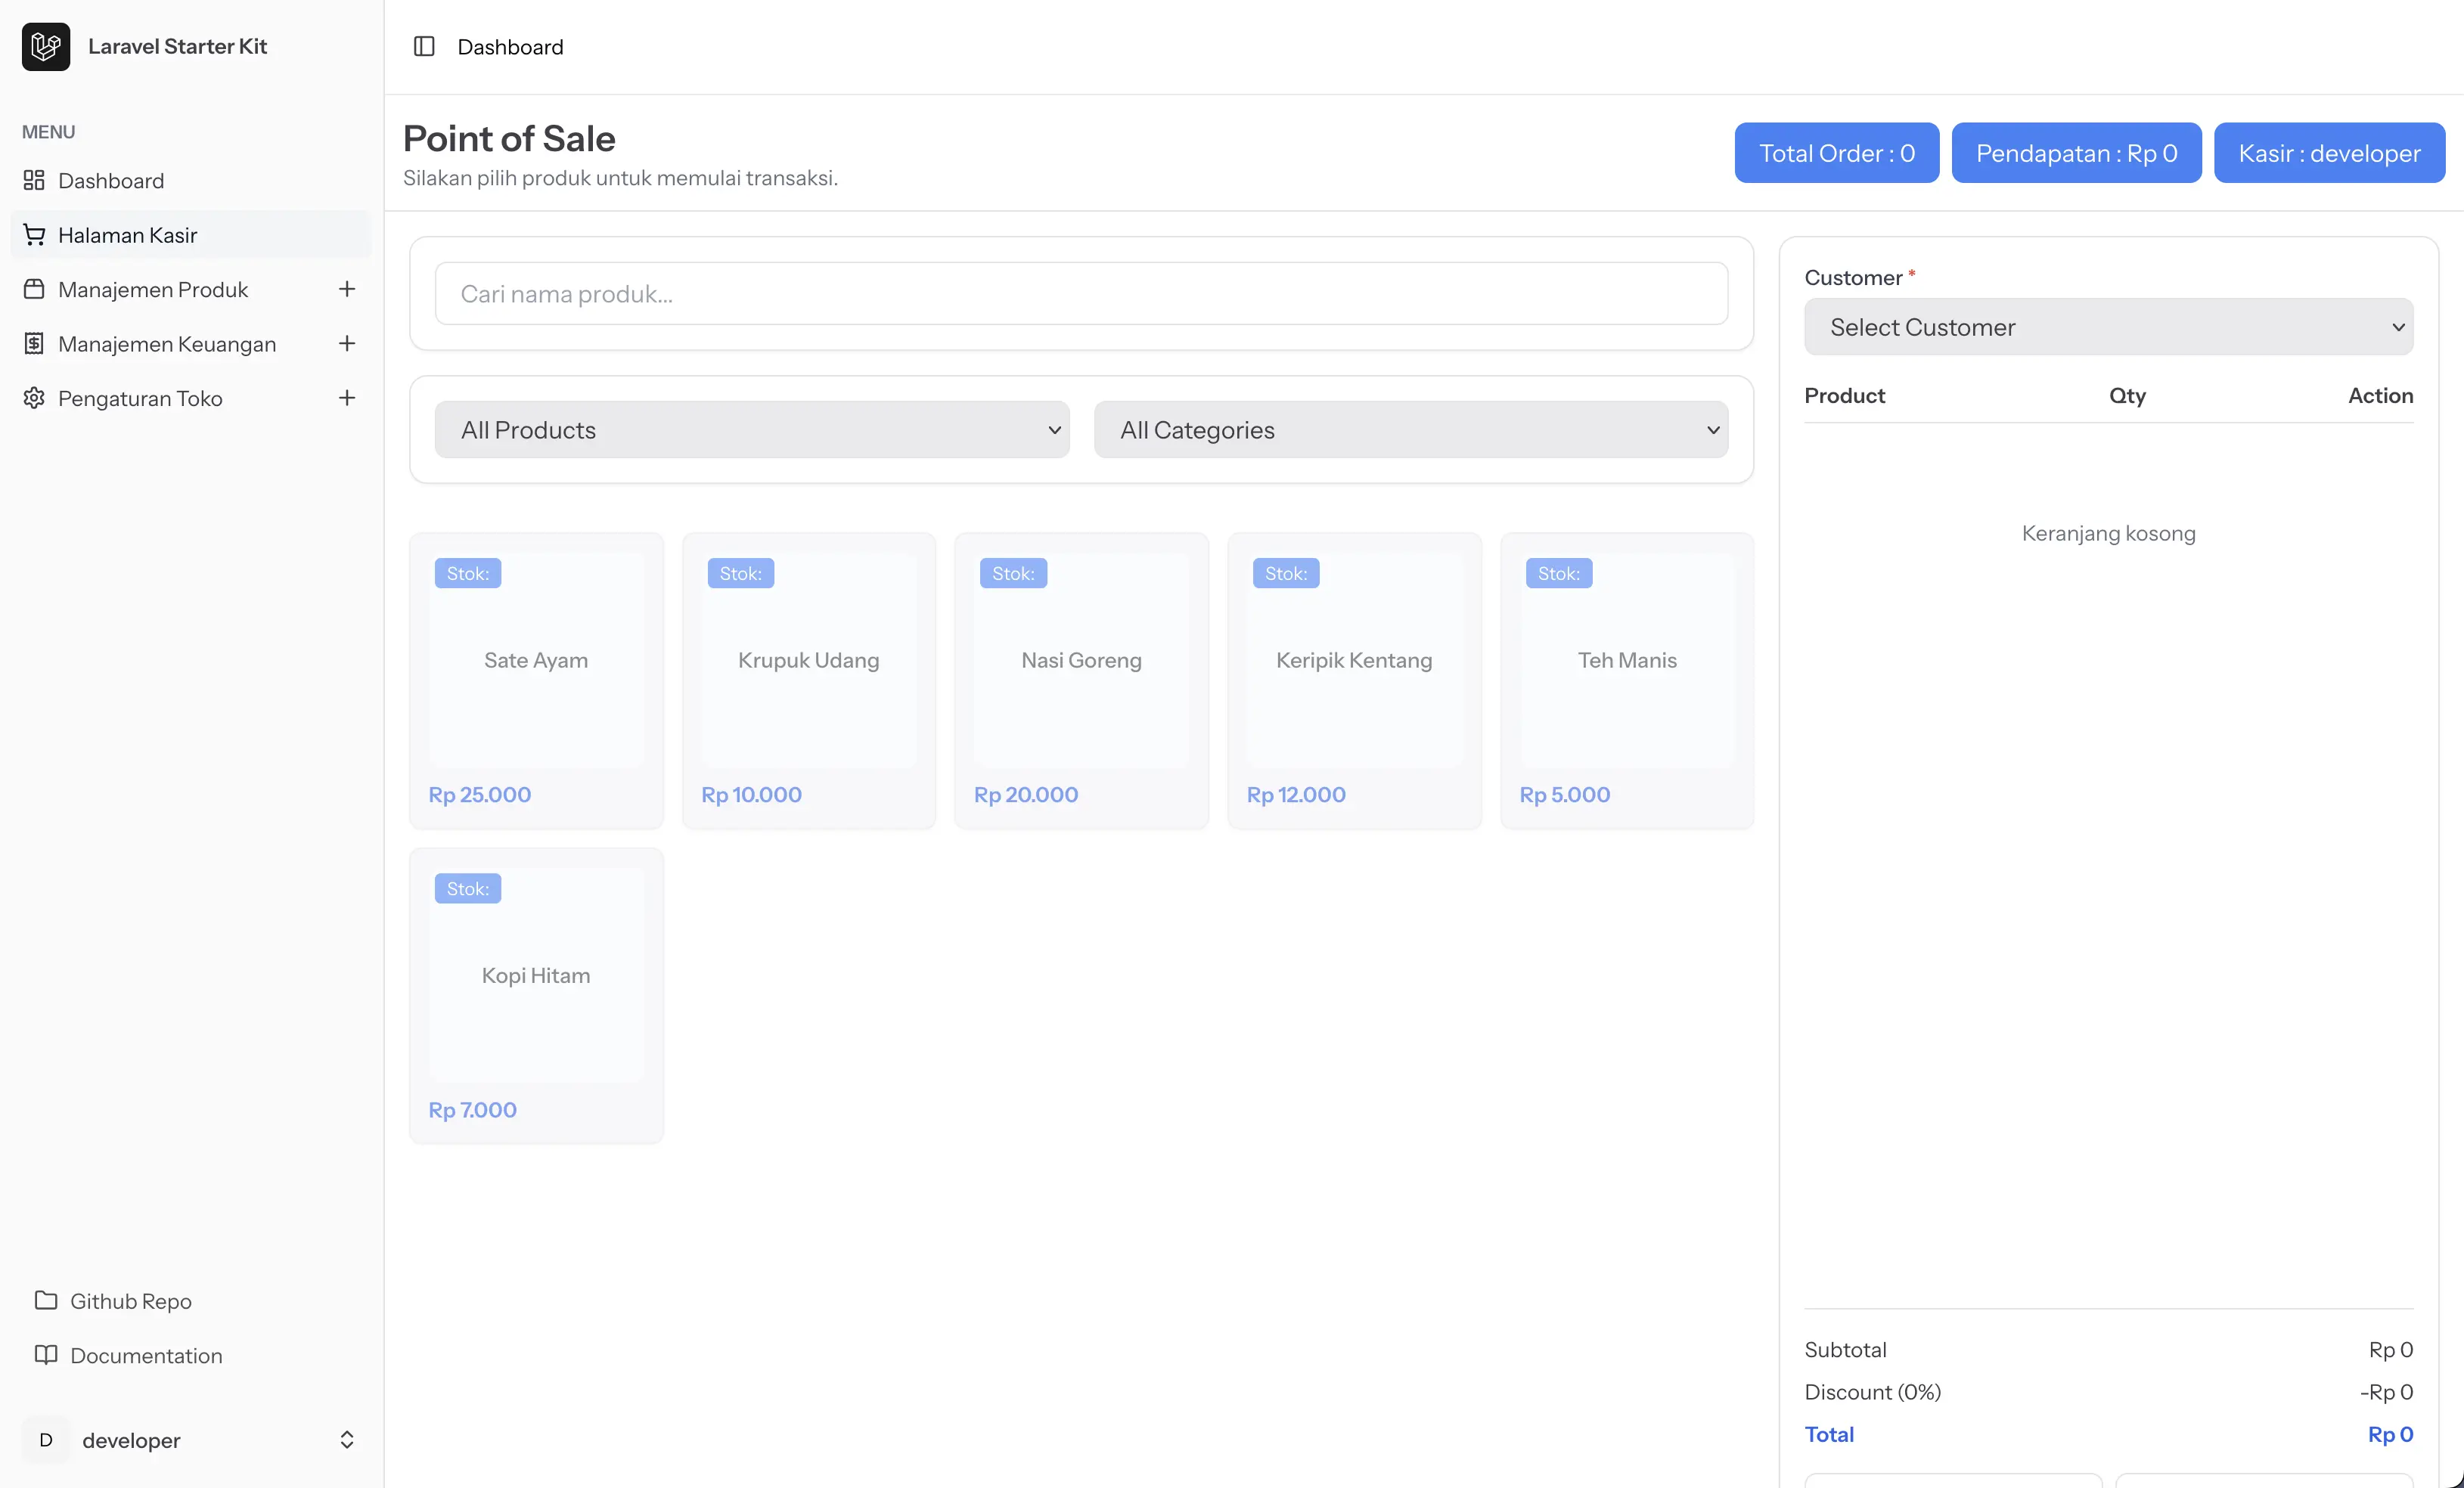 Laravel Starter Kit
MENU
Dashboard
Halaman Kasir
Manajemen Produk
Manajemen Keuangan
Pengaturan Toko
Github Repo
Documentation
D developer
Dashboard
Point of Sale
Silakan pilih produk untuk memulai transaksi.
Total Order : 0
Pendapatan : Rp 0
Kasir : developer
Cari nama produk...
All Products
All Categories
Stok:
Sate Ayam
Rp 25.000
Stok:
Krupuk Udang
Rp 10.000
Stok:
Nasi Goreng
Rp 20.000
Stok:
Keripik Kentang
Rp 12.000
Stok:
Teh Manis
Rp 5.000
Stok:
Kopi Hitam
Rp 7.000
Customer *
Select Customer
Product Qty Action
Keranjang kosong
Subtotal Rp 0
Discount (0%) -Rp 0
Total Rp 0